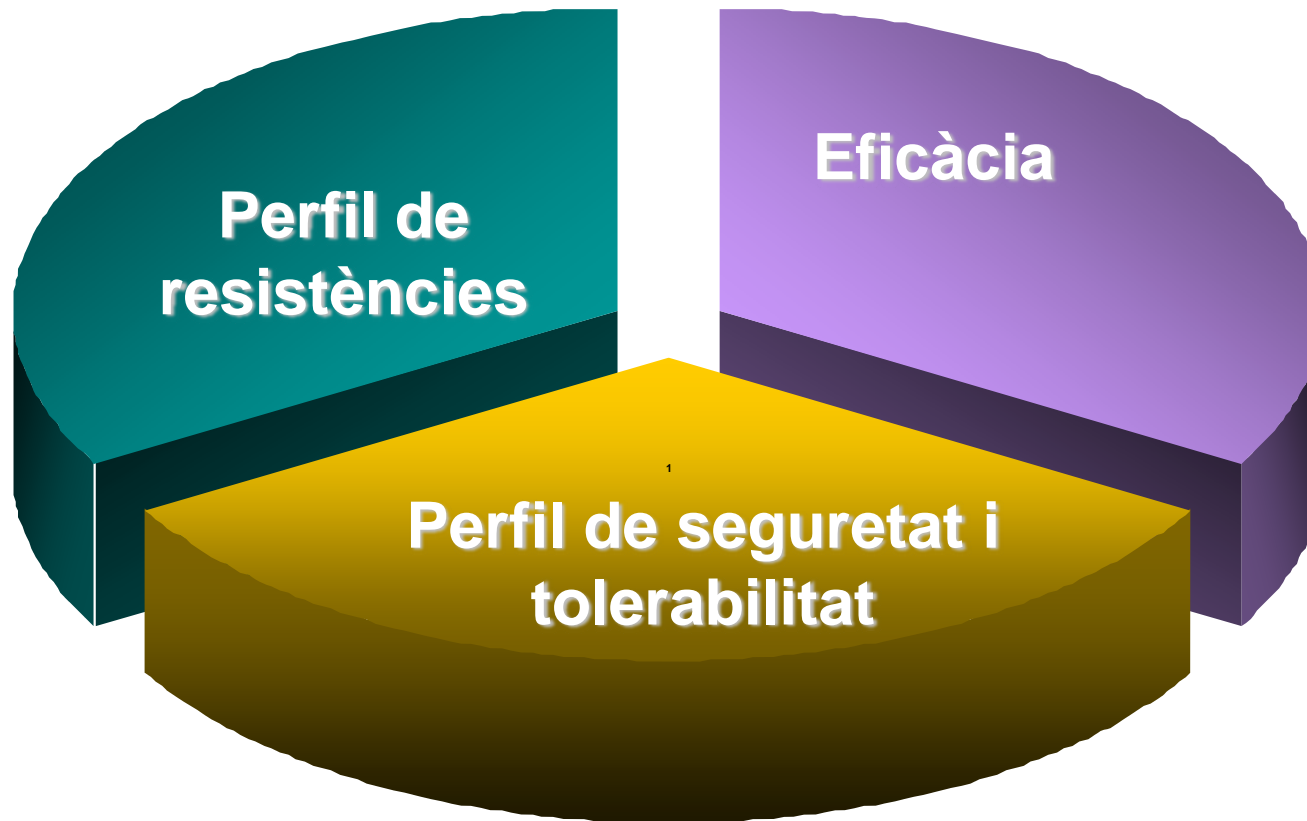 Eficàcia
Perfil de
resistències
1
Perfil de seguretat i
tolerabilitat